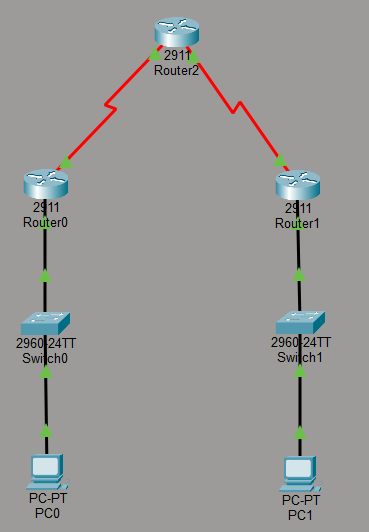 2911
Router2
2911
Router0
2911
Router1
2960-24TT
Switch0
2960-24TT
Switch1
PC-PT
PC0
PC-PT
PC1